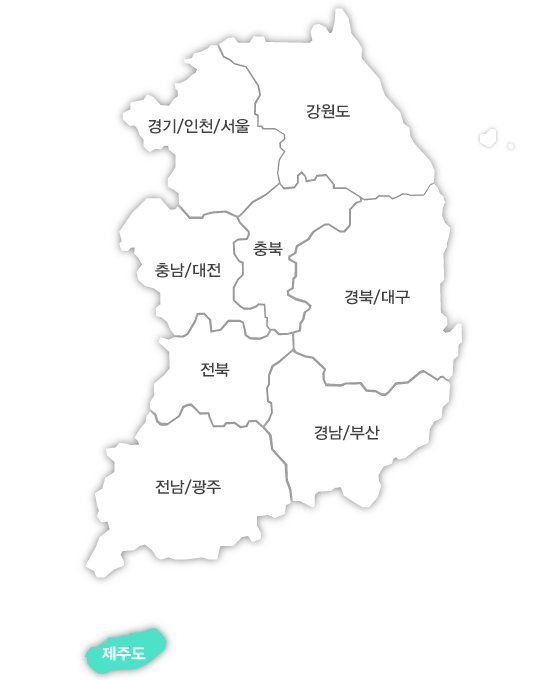 강원도
경기/인천/서울
충북
충남/대전
경북/대구
전북
경남/부산
전남/광주
제주도